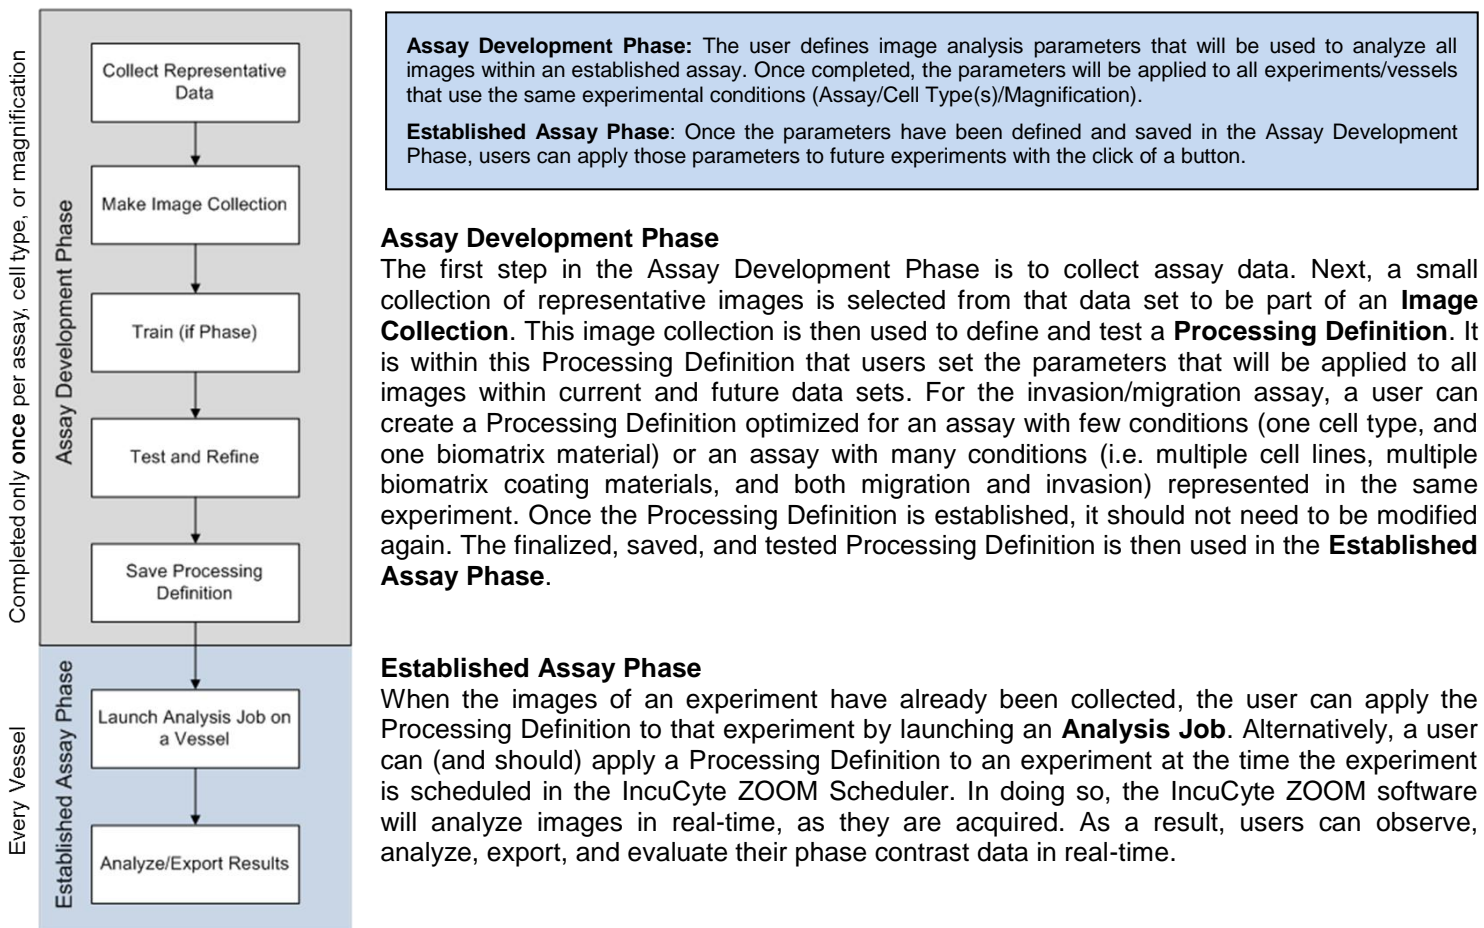 Completed only once per assay, cell type, or magnification
Assay Development Phase
Collect Representative
Data
Make Image Collection
Train (if Phase)
Test and Refine
Save Processing
Definition
Every Vessel
Established Assay Phase
Launch Analysis Job on
a Vessel
Analyze/Export Results
Assay Development Phase: The user defines image analysis parameters that will be used to analyze all
images within an established assay. Once completed, the parameters will be applied to all experiments/vessels
that use the same experimental conditions (Assay/Cell Type(s)/Magnification).
Established Assay Phase: Once the parameters have been defined and saved in the Assay Development
Phase, users can apply those parameters to future experiments with the click of a button.
Assay Development Phase
The first step in the Assay Development Phase is to collect assay data. Next, a small
collection of representative images is selected from that data set to be part of an Image
Collection. This image collection is then used to define and test a Processing Definition. It
is within this Processing Definition that users set the parameters that will be applied to all
images within current and future data sets. For the invasion/migration assay, a user can
create a Processing Definition optimized for an assay with few conditions (one cell type, and
one biomatrix material) or an assay with many conditions (i.e. multiple cell lines, multiple
biomatrix coating materials, and both migration and invasion) represented in the same
experiment. Once the Processing Definition is established, it should not need to be modified
again. The finalized, saved, and tested Processing Definition is then used in the Established
Assay Phase.
Established Assay Phase
When the images of an experiment have already been collected, the user can apply the
Processing Definition to that experiment by launching an Analysis Job. Alternatively, a user
can (and should) apply a Processing Definition to an experiment at the time the experiment
is scheduled in the IncuCyte ZOOM Scheduler. In doing so, the IncuCyte ZOOM software
will analyze images in real-time, as they are acquired. As a result, users can observe,
analyze, export, and evaluate their phase contrast data in real-time.